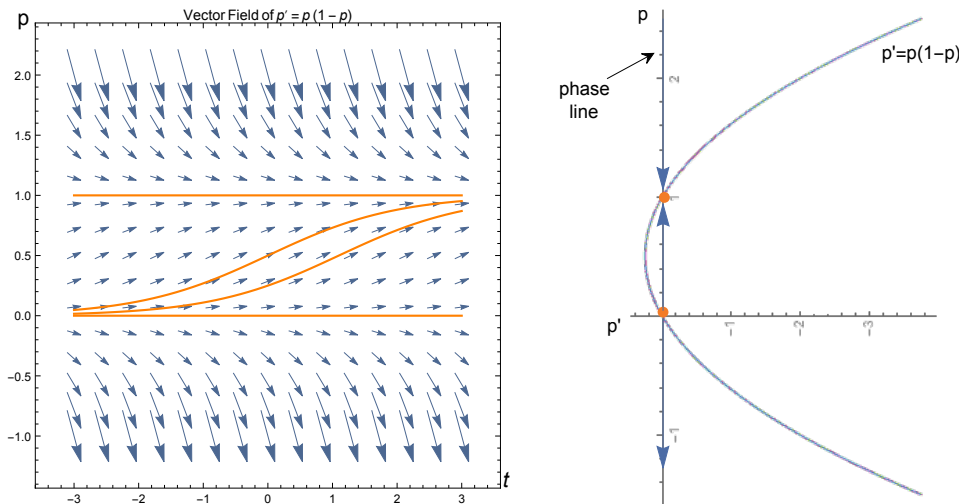 Vector Field of p′ = p (1 − p)
p
2.0
1.5
1.0
0.5
0.0
−0.5
−1.0
−3
−2
−1
0
1
2
3
t
p
p'=p(1-p)
phase
line
2
1
p'
-1
-2
-3
-1